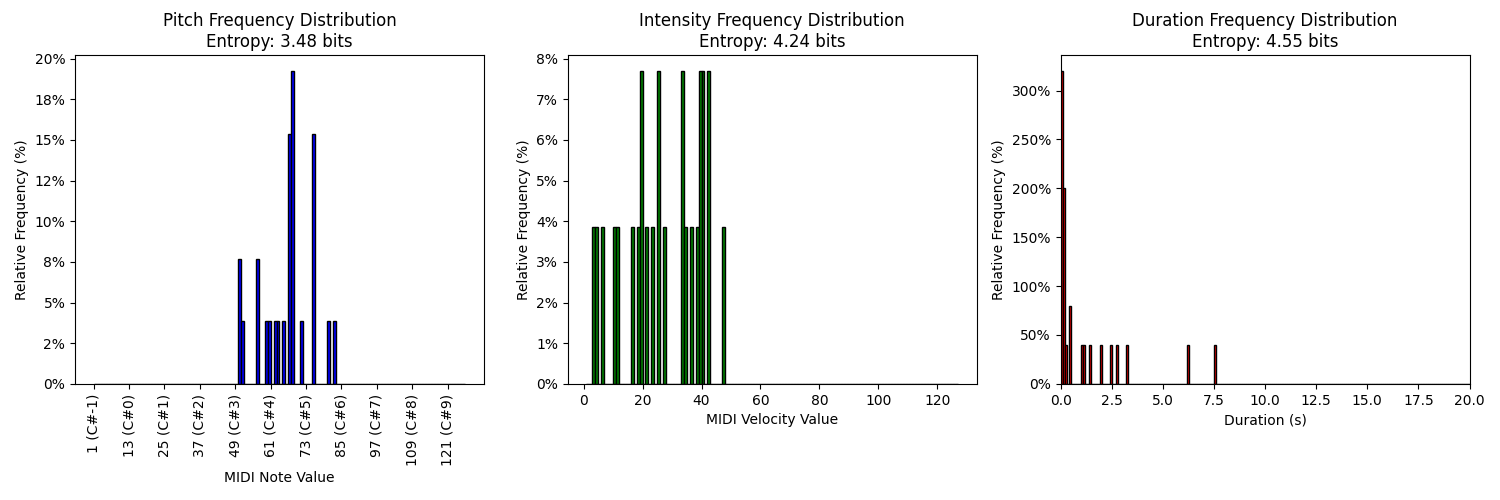 Pitch Frequency Distribution
Entropy: 3.48 bits
Relative Frequency (%)
20%
18%
15%
12%
10%
8%
5%
2%
0%
1 (C#-1)
13 (C#0)
25 (C#1)
37 (C#2)
49 (C#3)
61 (C#4)
73 (C#5)
85 (C#6)
97 (C#7)
109 (C#8)
121 (C#9)
MIDI Note Value
Intensity Frequency Distribution
Entropy: 4.24 bits
Relative Frequency (%)
8%
7%
6%
5%
4%
3%
2%
1%
0%
0 20 40 60 80 100 120
MIDI Velocity Value
Duration Frequency Distribution
Entropy: 4.55 bits
Relative Frequency (%)
300%
250%
200%
150%
100%
50%
0%
0.0 2.5 5.0 7.5 10.0 12.5 15.0 17.5 20.0
Duration (s)